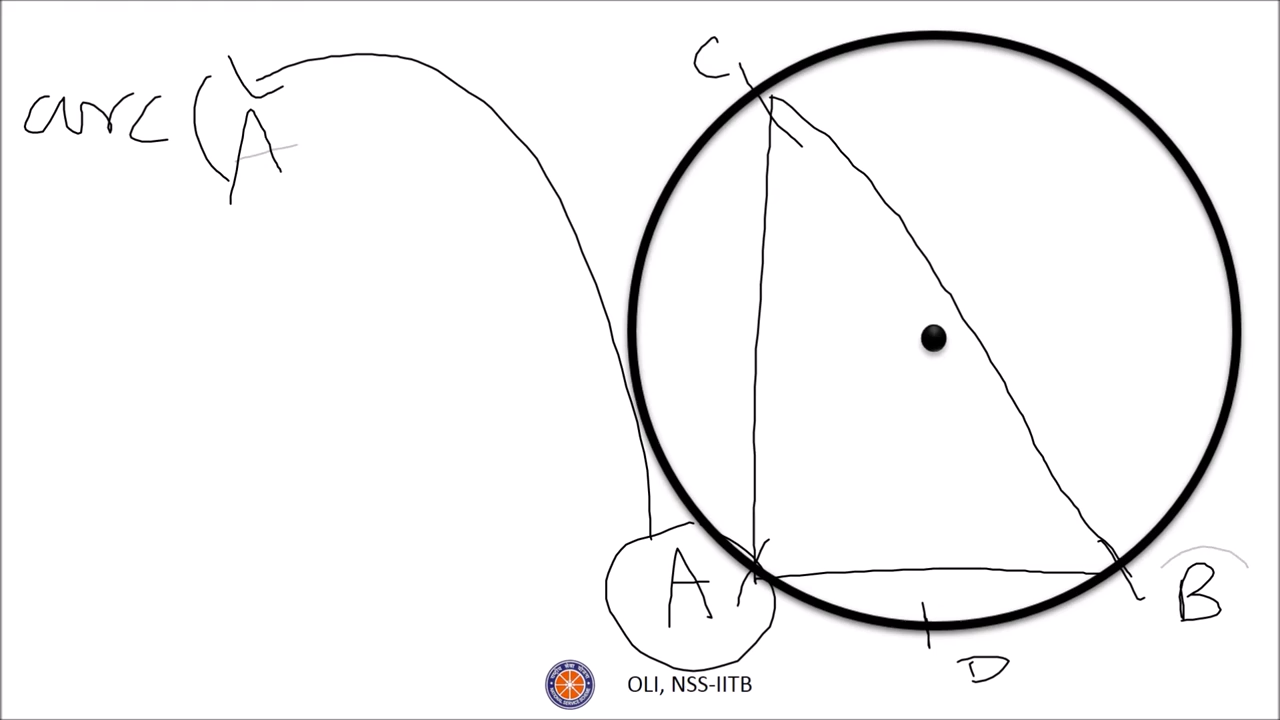 arc (A
C
A
B
D
OLI, NSS-IITB